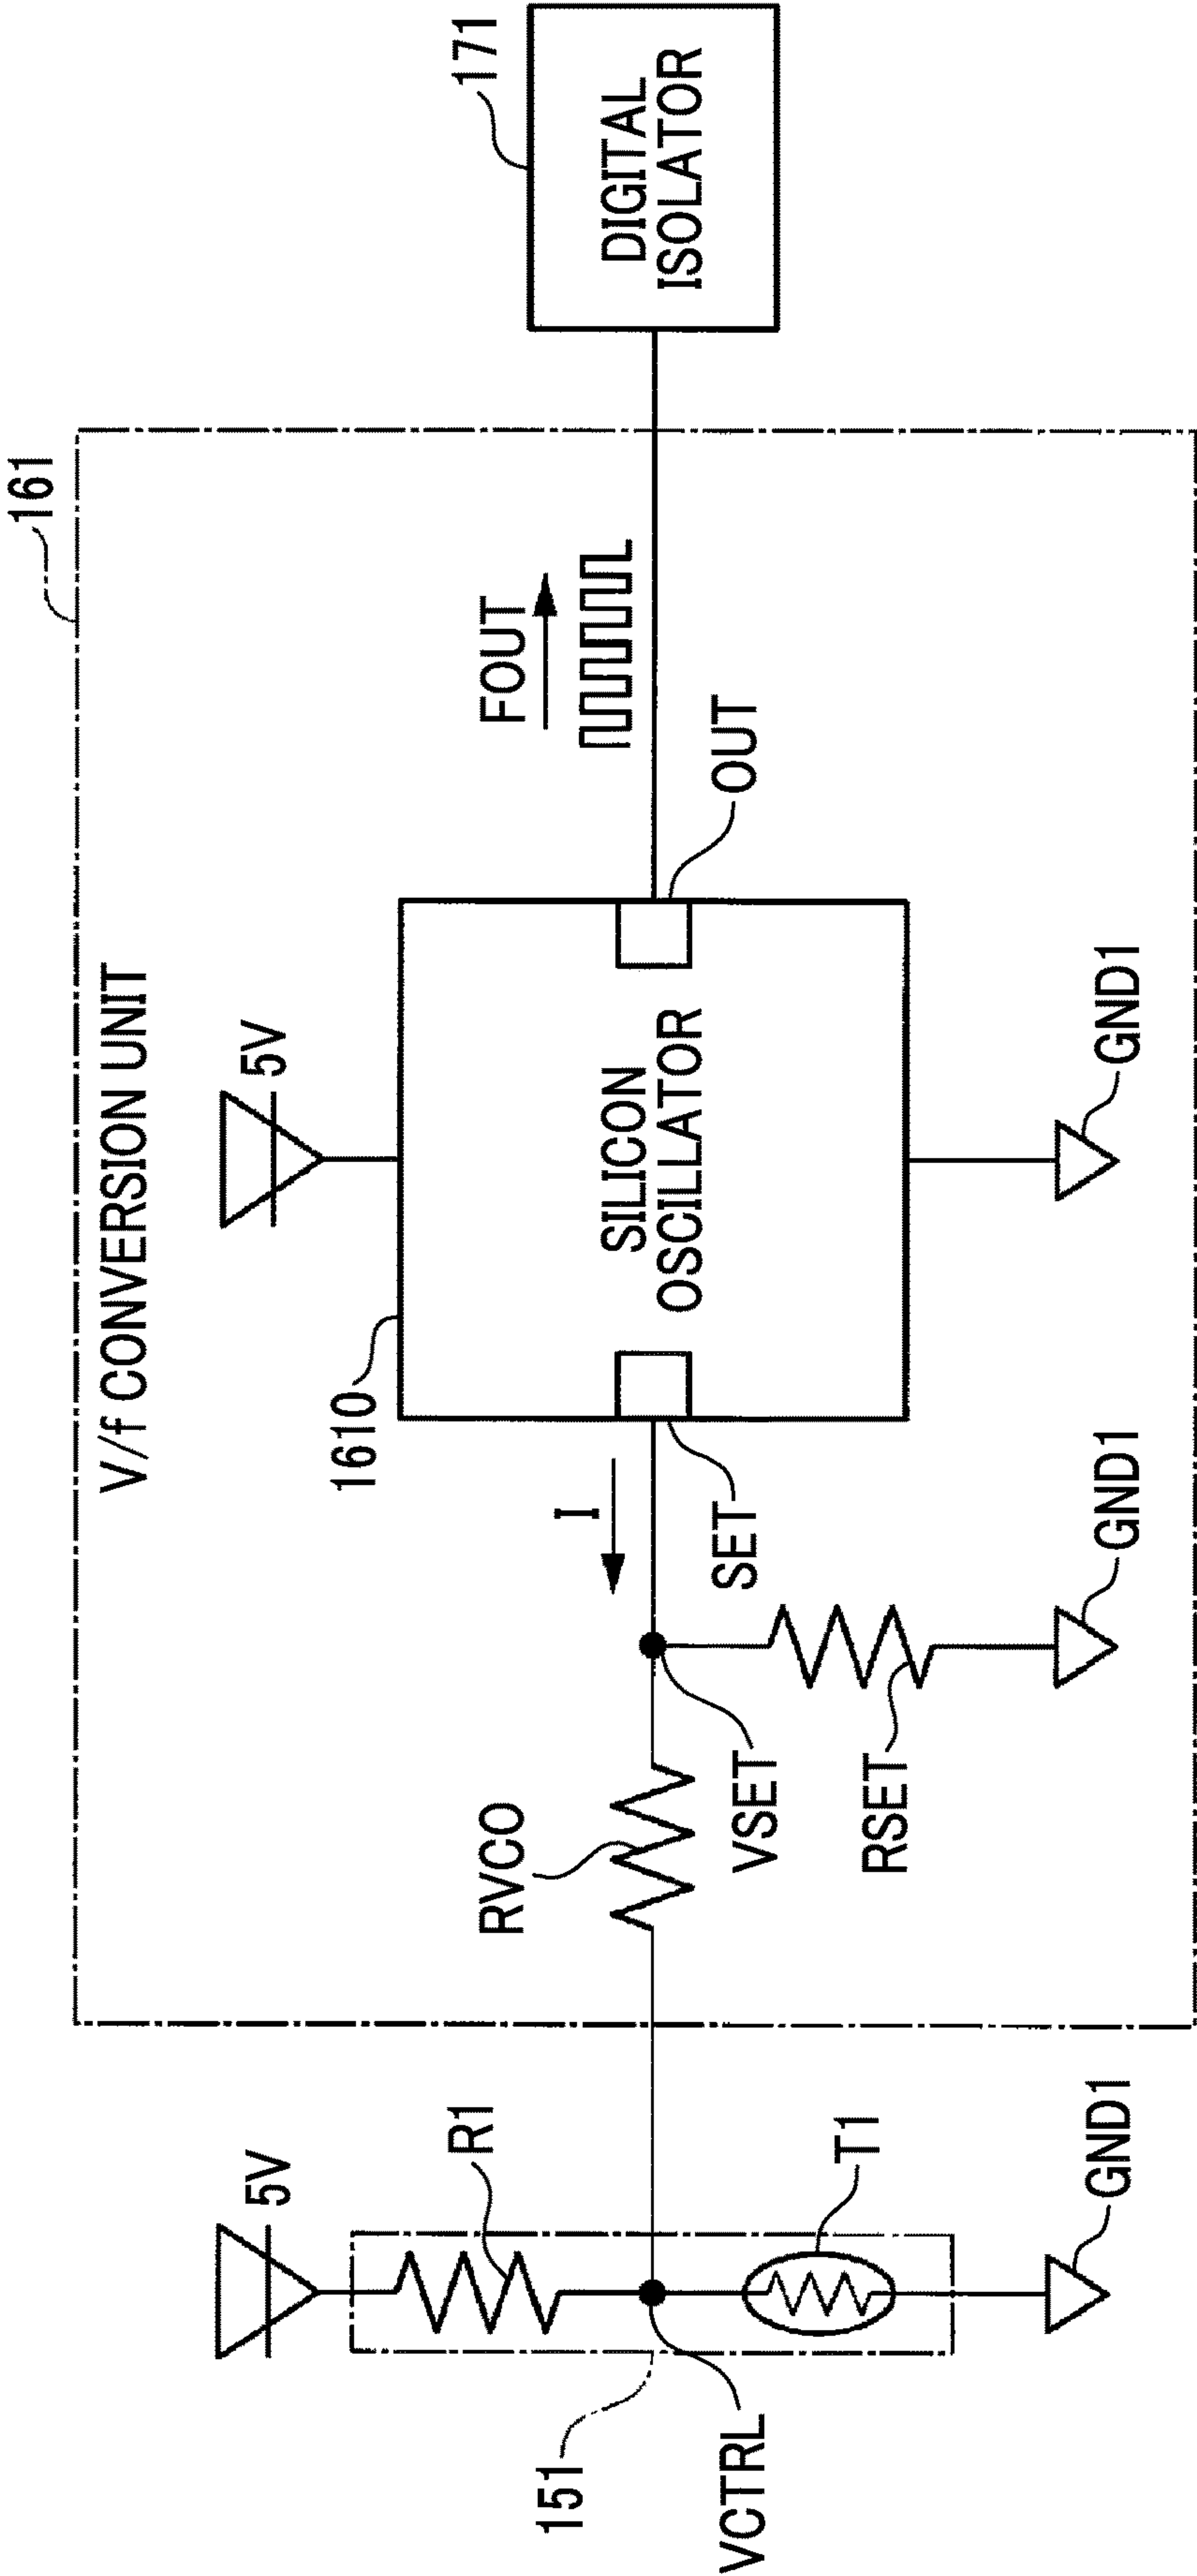 161
V/f CONVERSION UNIT
5V
5V
1610
171
R1
RVCO
I
FOUT
SILICON
OSCILLATOR
DIGITAL
ISOLATOR
151
VCTRL
T1
VSET
SET
OUT
RSET
GND1
GND1
GND1